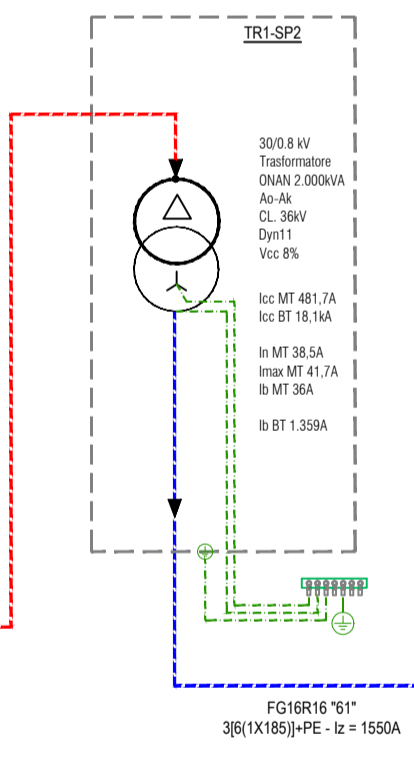 TR1-SP2
30/0.8 kV
Trasformatore
ONAN 2.000kVA
Ao-Ak
CL. 36kV
Dyn11
Vcc 8%
Icc MT 481,7A
Icc BT 18,1kA
In MT 38,5A
Imax MT 41,7A
Ib MT 36A
Ib BT 1.359A
FG16R16 "61"
3[6(1X185)]+PE - Iz = 1550A